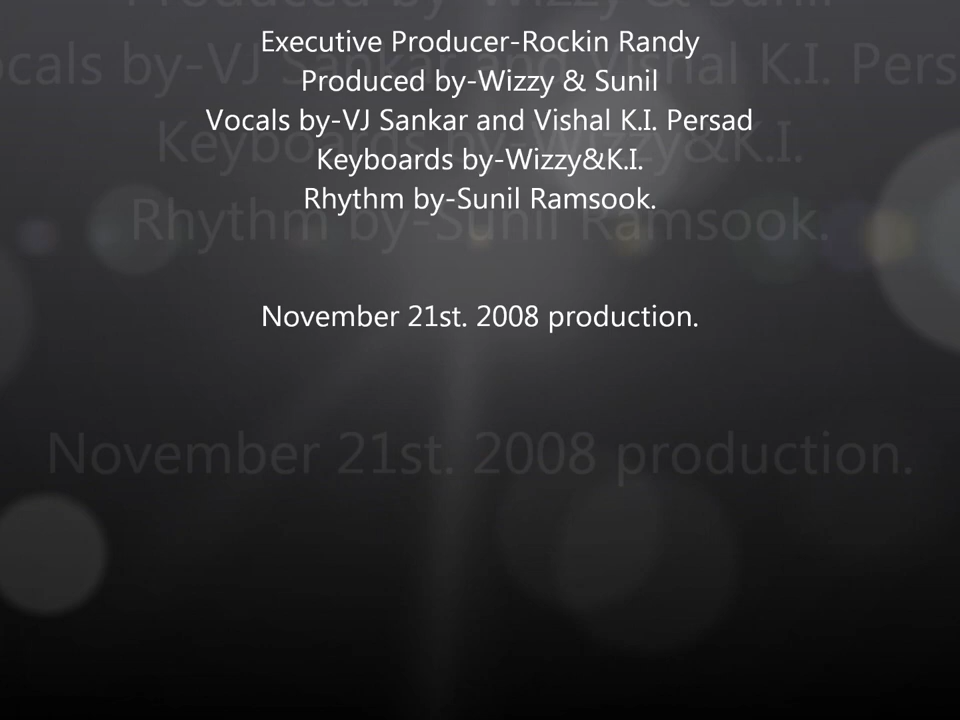 Executive Producer-Rockin Randy
Produced by-Wizzy & Sunil
Vocals by-VJ Sankar and Vishal K.I. Persad
Keyboards by-Wizzy&K.I.
Rhythm by-Sunil Ramsook.
November 21st. 2008 production.